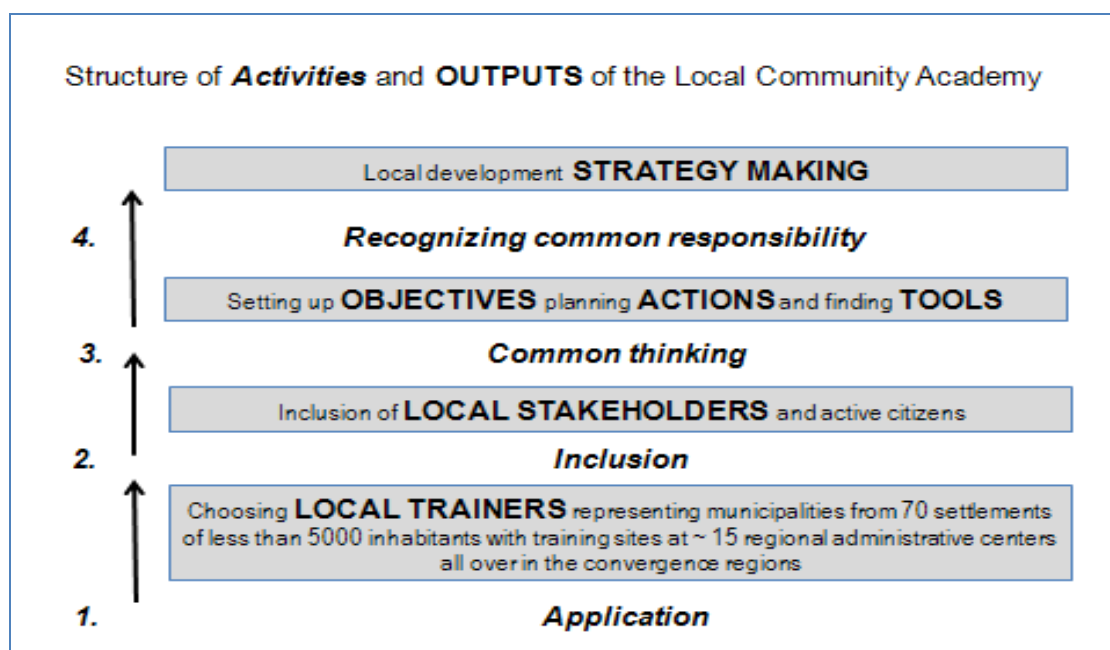 Structure of Activities and OUTPUTS of the Local Community Academy
Local development STRATEGY MAKING
4. Recognizing common responsibility
Setting up OBJECTIVES planning ACTIONS and finding TOOLS
3. Common thinking
Inclusion of LOCAL STAKEHOLDERS and active citizens
2. Inclusion
Choosing LOCAL TRAINERS representing municipalities from 70 settlements
of less than 5000 inhabitants with training sites at ~ 15 regional administrative centers
all over in the convergence regions
1. Application